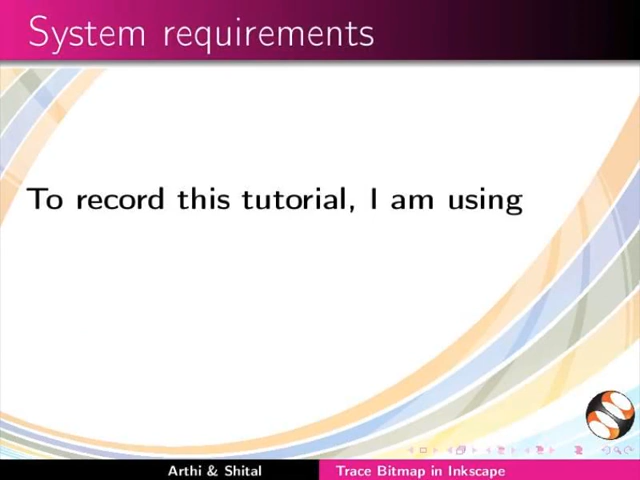 System requirements
To record this tutorial, I am using
Arthi & Shital
Trace Bitmap in Inkscape